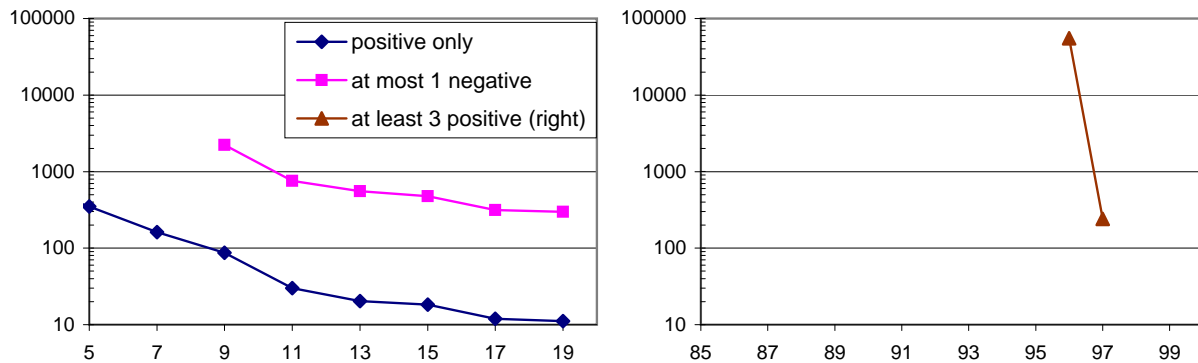 100000
10000
1000
100
10
5 7 9 11 13 15 17 19
positive only
at most 1 negative
at least 3 positive (right)
100000
10000
1000
100
10
85 87 89 91 93 95 97 99